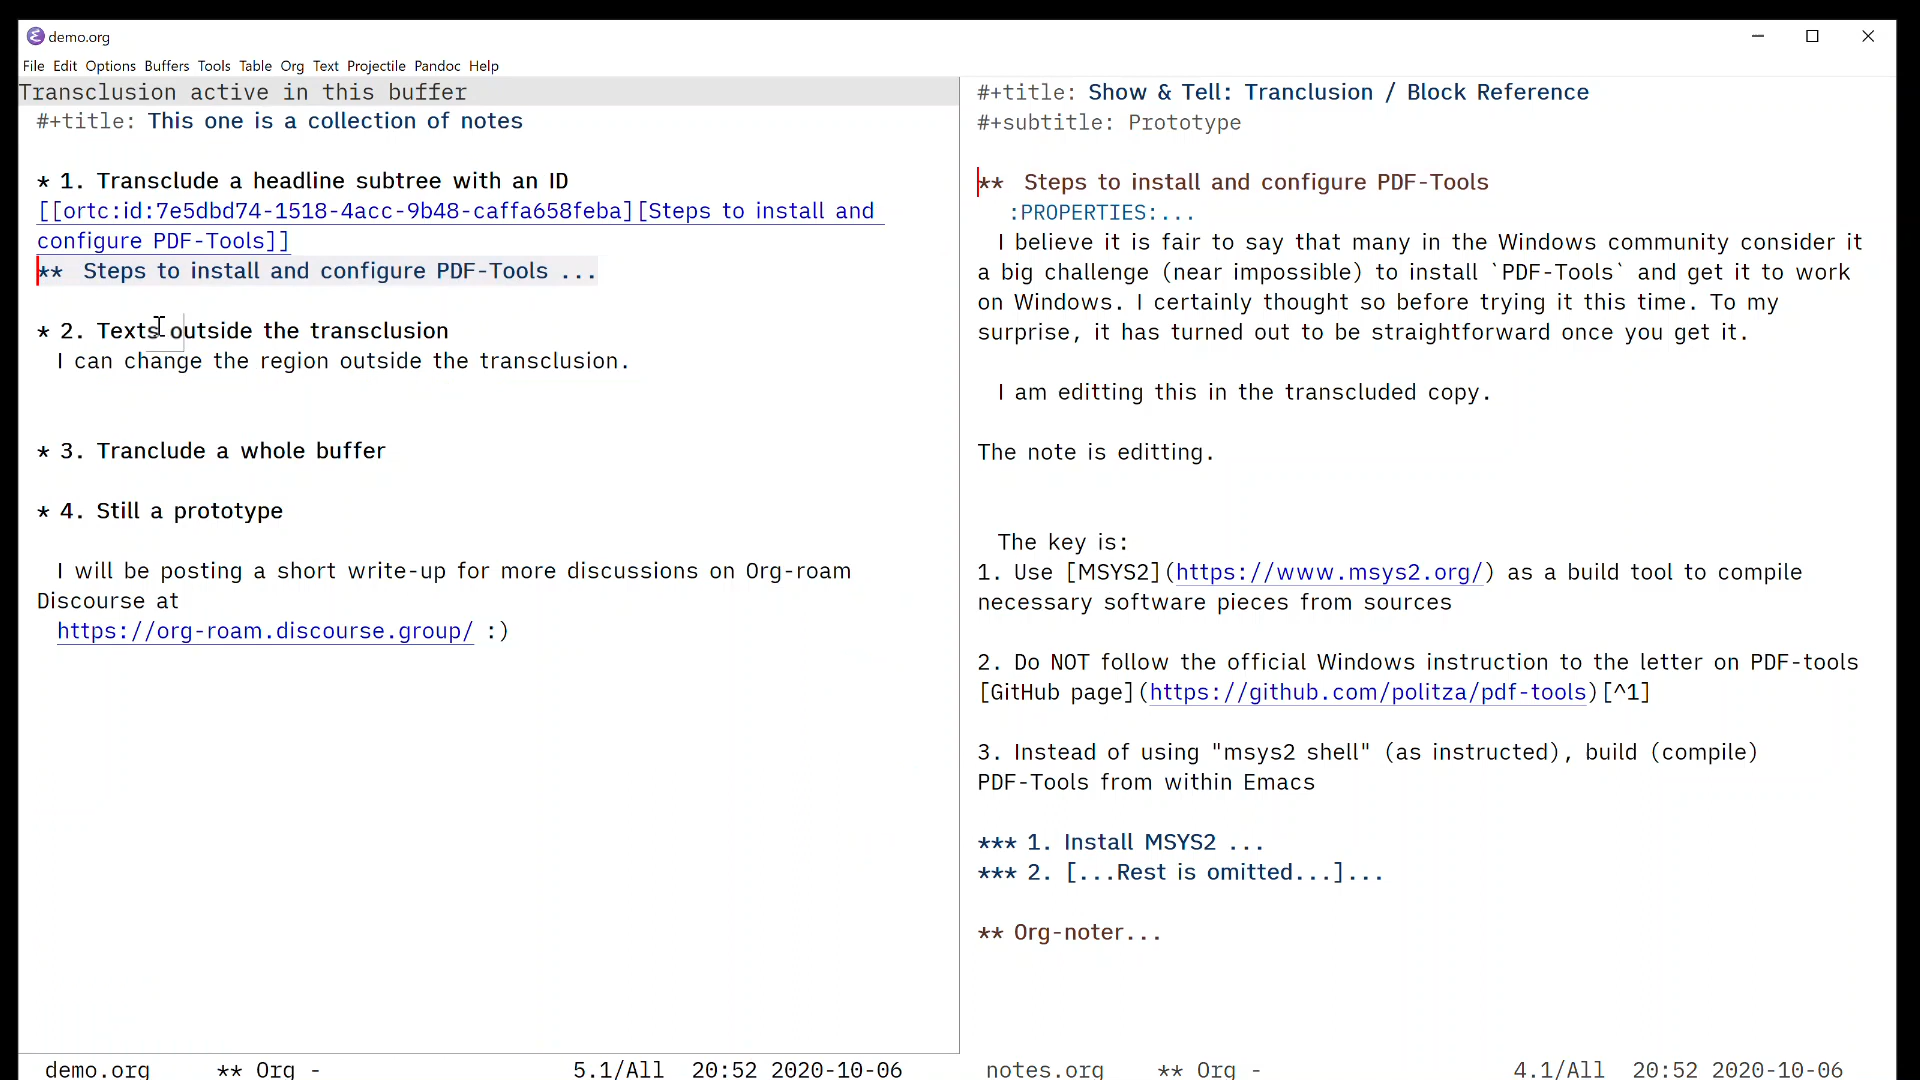 demo.org
File Edit Options Buffers Tools Table Org Text Projectile Pandoc Help
Transclusion active in this buffer
#+title: This one is a collection of notes
* 1. Transclude a headline subtree with an ID
[[ortc:id:7e5dbd74-1518-4acc-9b48-caffa658feba][Steps to install and
configure PDF-Tools]]
** Steps to install and configure PDF-Tools ...
* 2. Texts outside the transclusion
I can change the region outside the transclusion.
* 3. Tranclude a whole buffer
* 4. Still a prototype
I will be posting a short write-up for more discussions on Org-roam
Discourse at
https://org-roam.discourse.group/ :)
demo.org ** Org - 5.1/All 20:52 2020-10-06
#+title: Show & Tell: Tranclusion / Block Reference
#+subtitle: Prototype
** Steps to install and configure PDF-Tools
:PROPERTIES:...
I believe it is fair to say that many in the Windows community consider it
a big challenge (near impossible) to install `PDF-Tools` and get it to work
on Windows. I certainly thought so before trying it this time. To my
surprise, it has turned out to be straightforward once you get it.
I am editting this in the transcluded copy.
The note is editting.
The key is:
1. Use [MSYS2](https://www.msys2.org/) as a build tool to compile
necessary software pieces from sources
2. Do NOT follow the official Windows instruction to the letter on PDF-tools
[GitHub page](https://github.com/politza/pdf-tools)[^1]
3. Instead of using "msys2 shell" (as instructed), build (compile)
PDF-Tools from within Emacs
*** 1. Install MSYS2 ...
*** 2. [...Rest is omitted...]...
** Org-noter...
notes.org ** Org - 4.1/All 20:52 2020-10-06